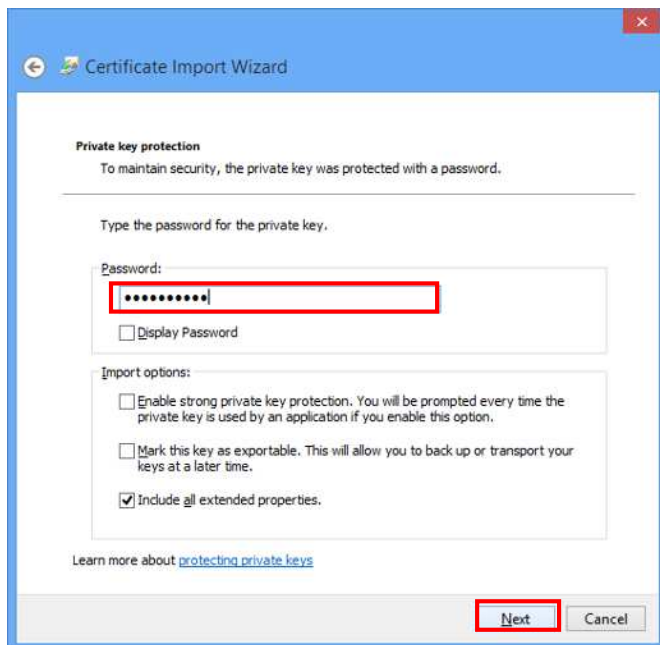 Certificate Import Wizard
Private key protection
To maintain security, the private key was protected with a password.
Type the password for the private key.
Password:
••••••••••
Display Password
Import options:
Enable strong private key protection. You will be prompted every time the
private key is used by an application if you enable this option.
Mark this key as exportable. This will allow you to back up or transport your
keys at a later time.
Include all extended properties.
Learn more about protecting private keys
Next Cancel